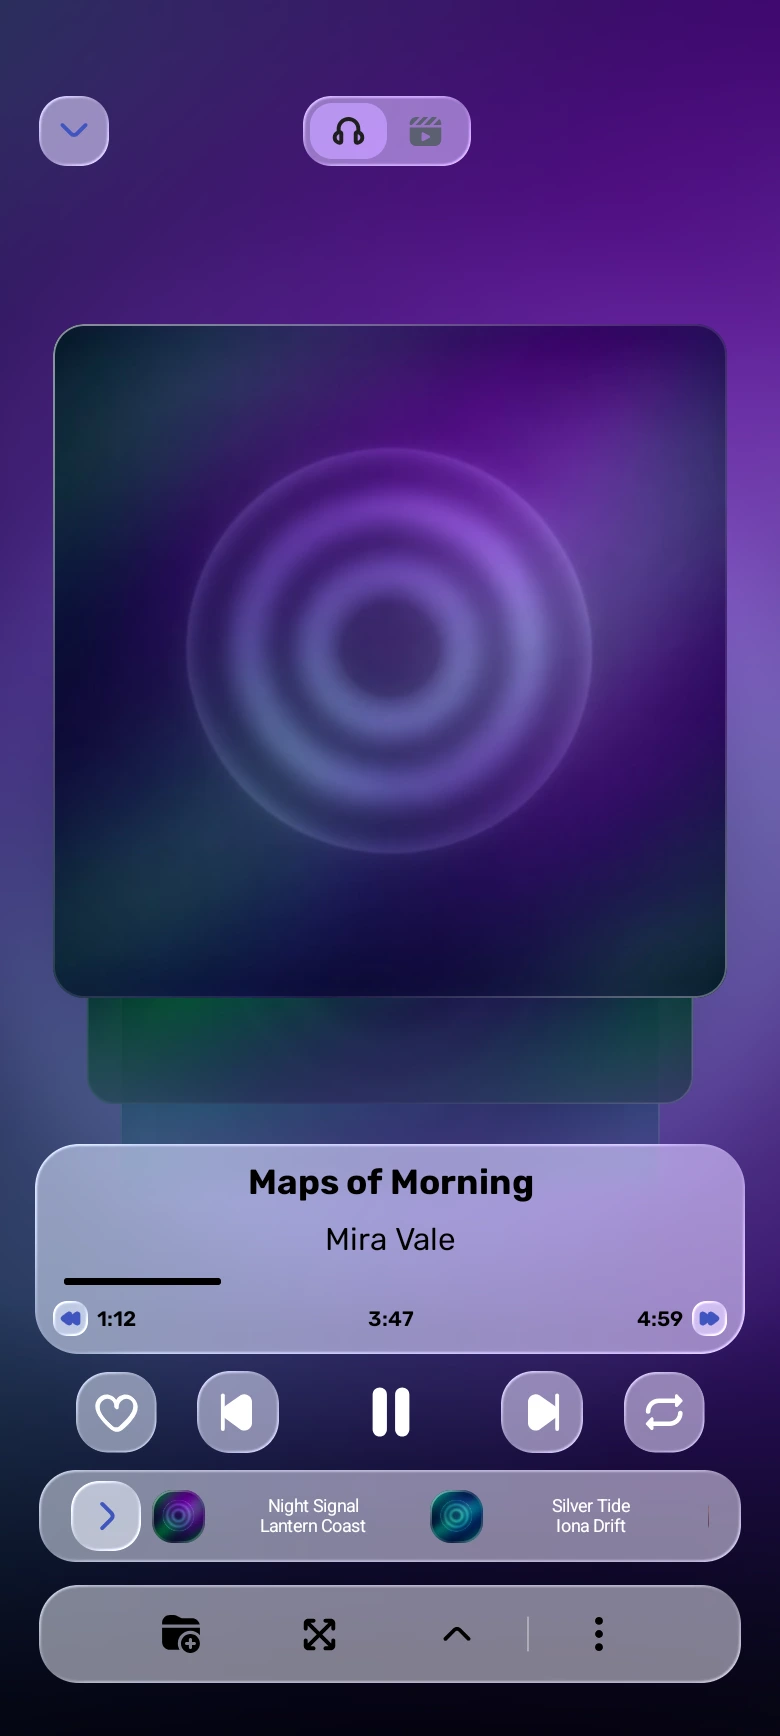 Maps of Morning
Mira Vale
1:12 3:47 4:59
Night Signal
Lantern Coast
Silver Tide
Iona Drift